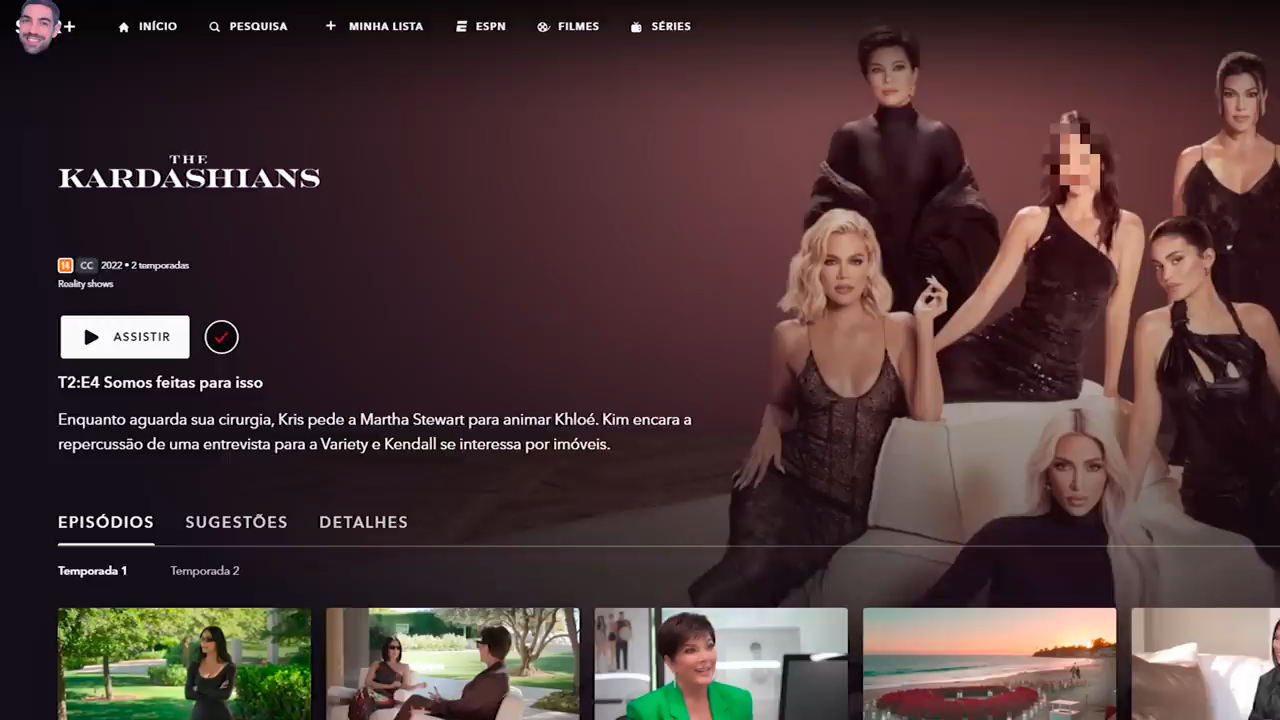 INÍCIO
PESQUISA
MINHA LISTA
ESPN
FILMES
SÉRIES
THE
KARDASHIANS
14 CC 2022 • 2 temporadas
Reality shows
ASSISTIR
T2:E4 Somos feitas para isso
Enquanto aguarda sua cirurgia, Kris pede a Martha Stewart para animar Khloé. Kim encara a
repercussão de uma entrevista para a Variety e Kendall se interessa por imóveis.
EPISÓDIOS
SUGESTÕES
DETALHES
Temporada 1
Temporada 2